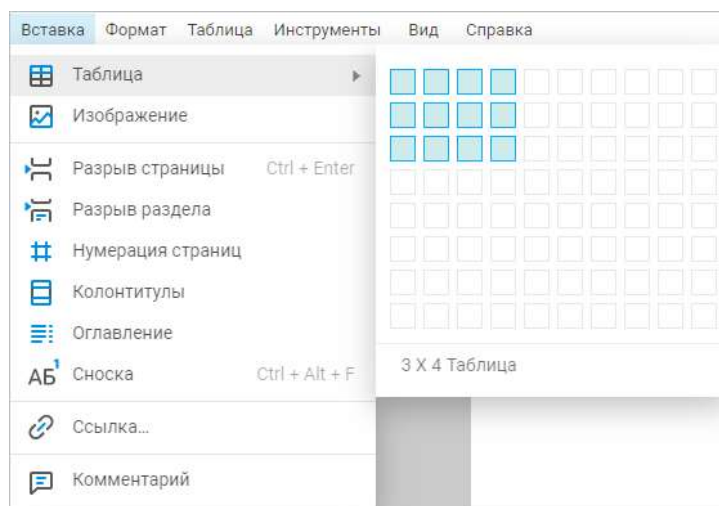 Вставка Формат Таблица Инструменты Вид Справка
Таблица
Изображение
Разрыв страницы Ctrl + Enter
Разрыв раздела
Нумерация страниц
Колонтитулы
Оглавление
АБ1 Сноска Ctrl + Alt + F
Ссылка...
Комментарий
3 X 4 Таблица